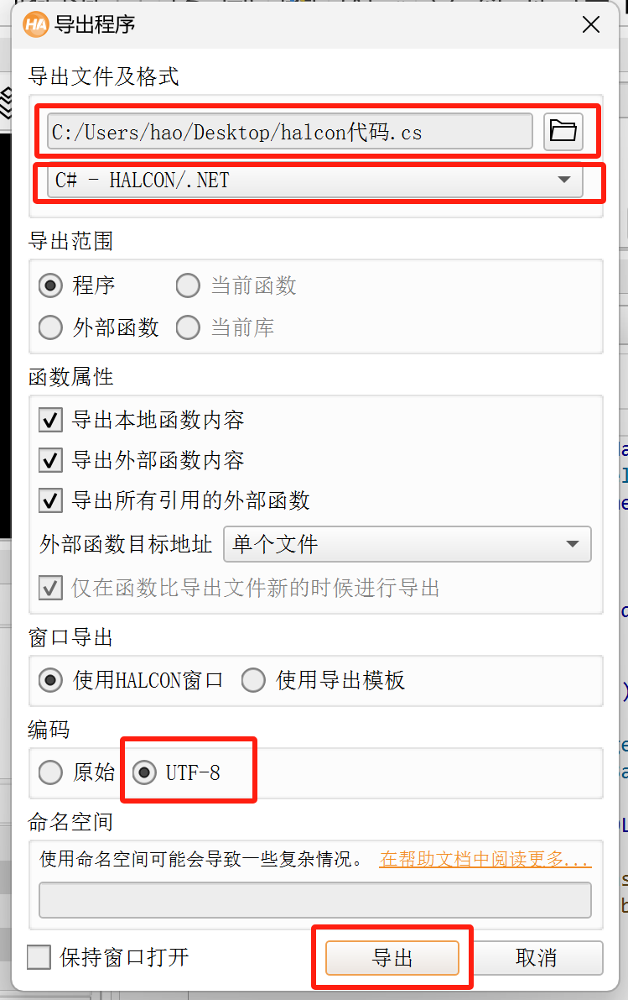 HA 导出程序
导出文件及格式
C:/Users/hao/Desktop/halcon代码.cs
C# - HALCON/.NET
导出范围
程序 当前函数
外部函数 当前库
函数属性
导出本地函数内容
导出外部函数内容
导出所有引用的外部函数
外部函数目标地址 单个文件
仅在函数比导出文件新的时候进行导出
窗口导出
使用HALCON窗口 使用导出模板
编码
原始 UTF-8
命名空间
使用命名空间可能会导致一些复杂情况。 在帮助文档中阅读更多...
保持窗口打开 导出 取消